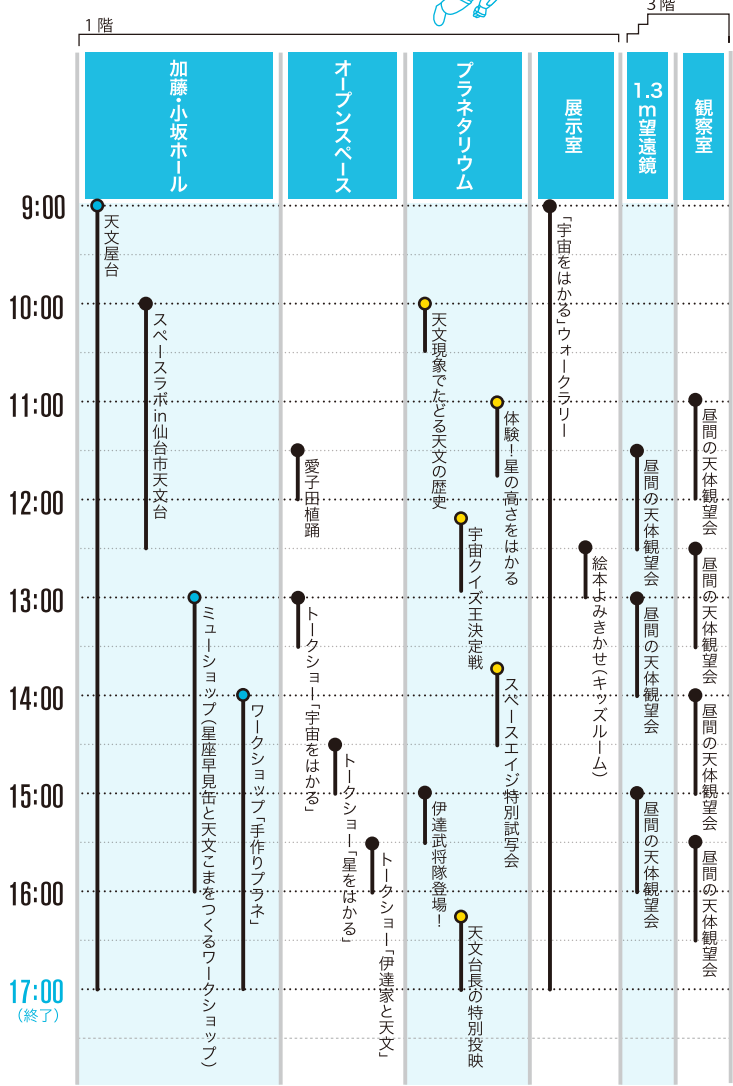 1階
3階
加藤・小坂ホール
オープンスペース
プラネタリウム
展示室
1.3m望遠鏡
観察室
9:00
10:00
11:00
12:00
13:00
14:00
15:00
16:00
17:00
(終了)
天文屋台
スペースラボin仙台市天文台
ミューショップ(星座早見缶と天文こまをつくるワークショップ)
ワークショップ「手作りプラネ」
愛子田植踊
トークショー「宇宙をはかる」
トークショー「星をはかる」
トークショー「伊達家と天文」
天文現象でたどる天文の歴史
体験!星の高さをはかる
宇宙クイズ王決定戦
スペースエイジ特別試写会
伊達武将隊登場!
天文台長の特別投映
「宇宙をはかる」ウォークラリー
絵本よみきかせ(キッズルーム)
昼間の天体観望会
昼間の天体観望会
昼間の天体観望会
昼間の天体観望会
昼間の天体観望会
昼間の天体観望会
昼間の天体観望会